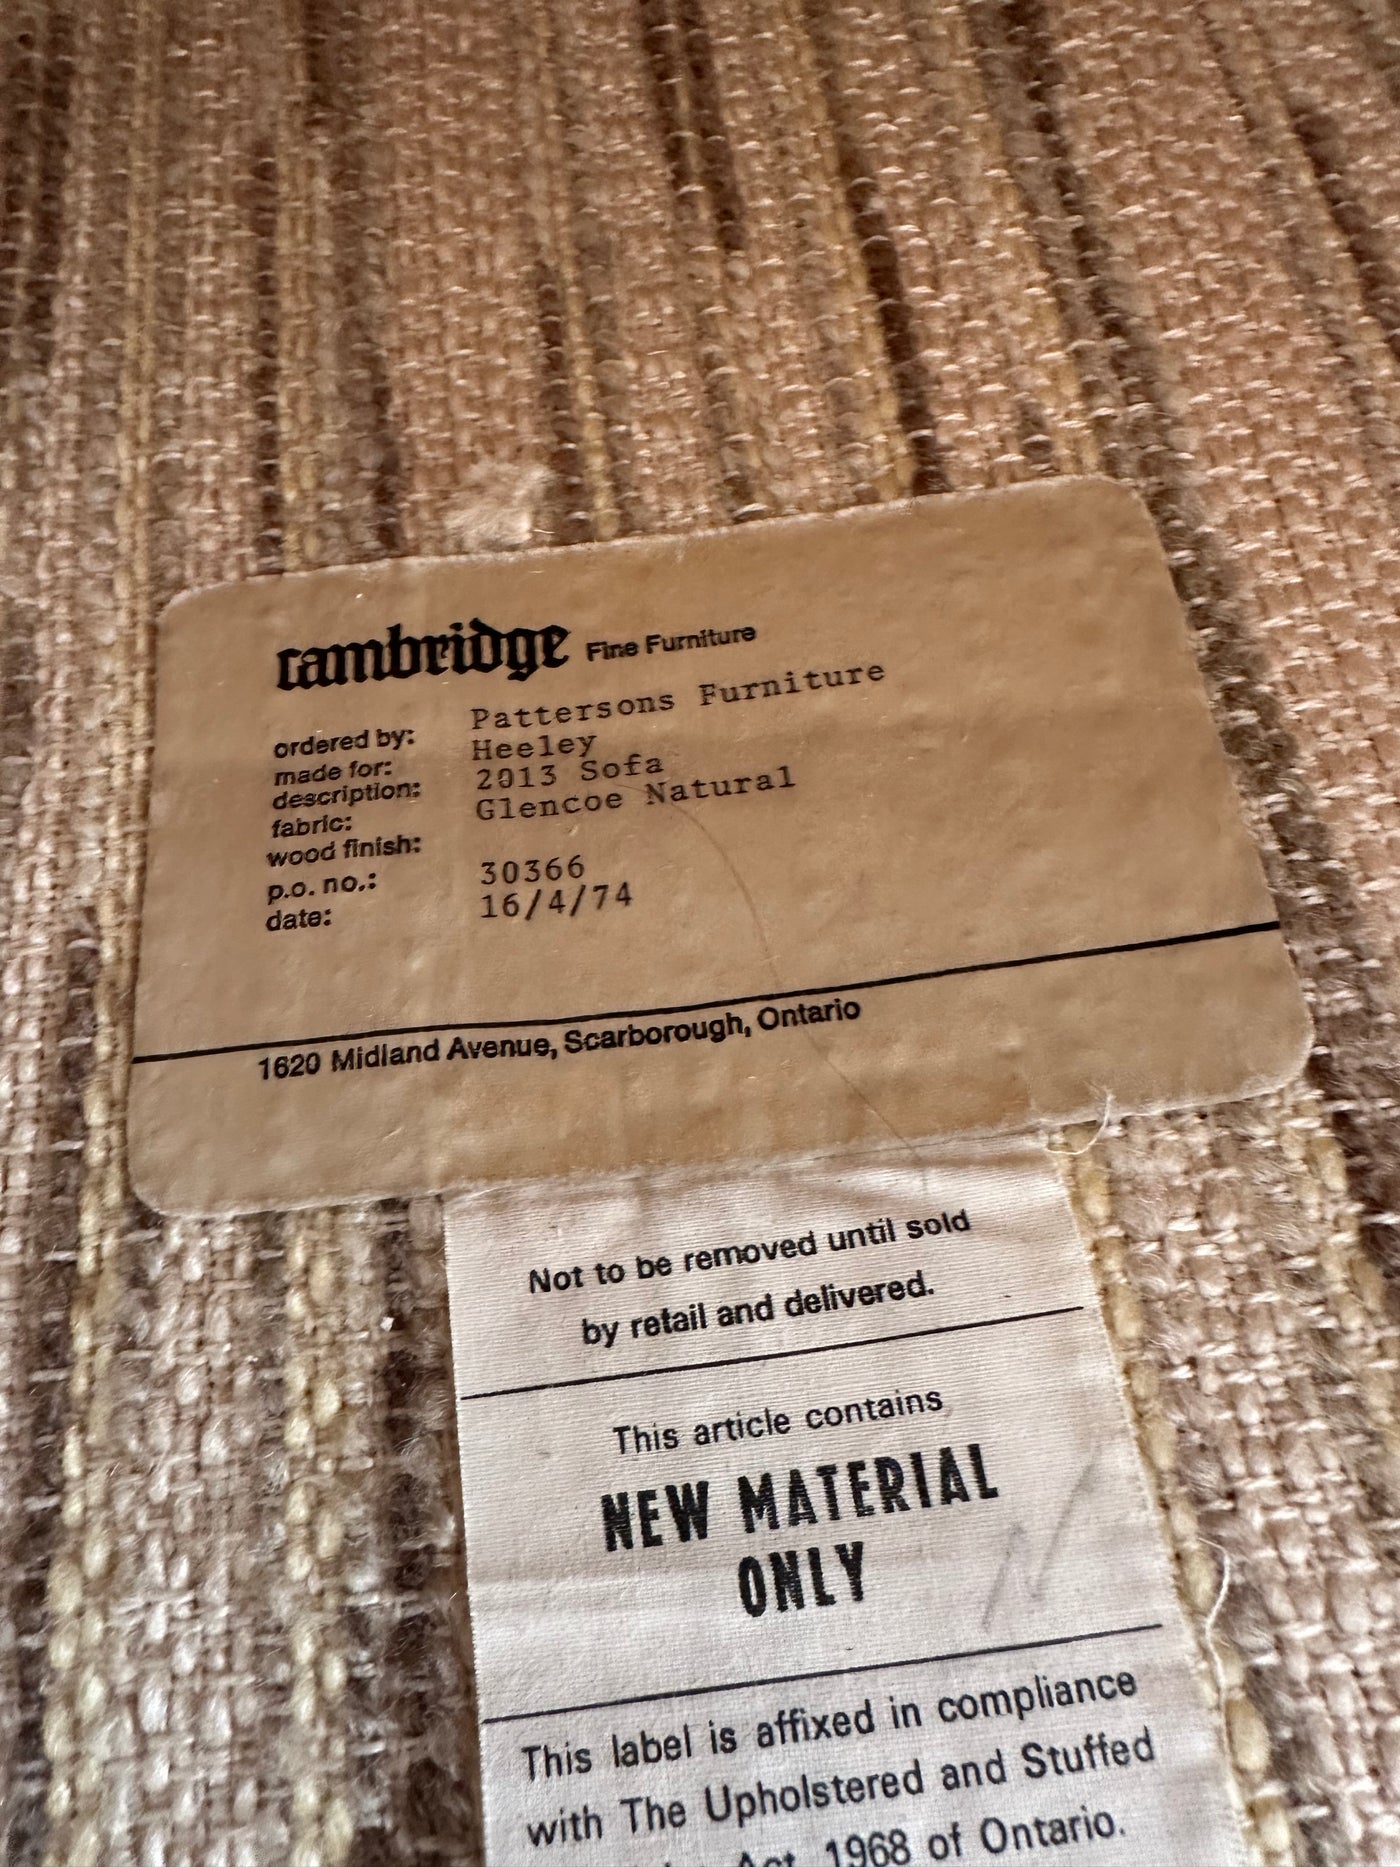 cambridge Fine Furniture
ordered by: Pattersons Furniture
made for: Heeley
description: 2013 Sofa
fabric: Glencoe Natural
wood finish:
p.o. no.: 30366
date: 16/4/74
1620 Midland Avenue, Scarborough, Ontario
Not to be removed until sold
by retail and delivered.
This article contains
NEW MATERIAL
ONLY
N
This label is affixed in compliance
with The Upholstered and Stuffed
Act, 1968 of Ontario.